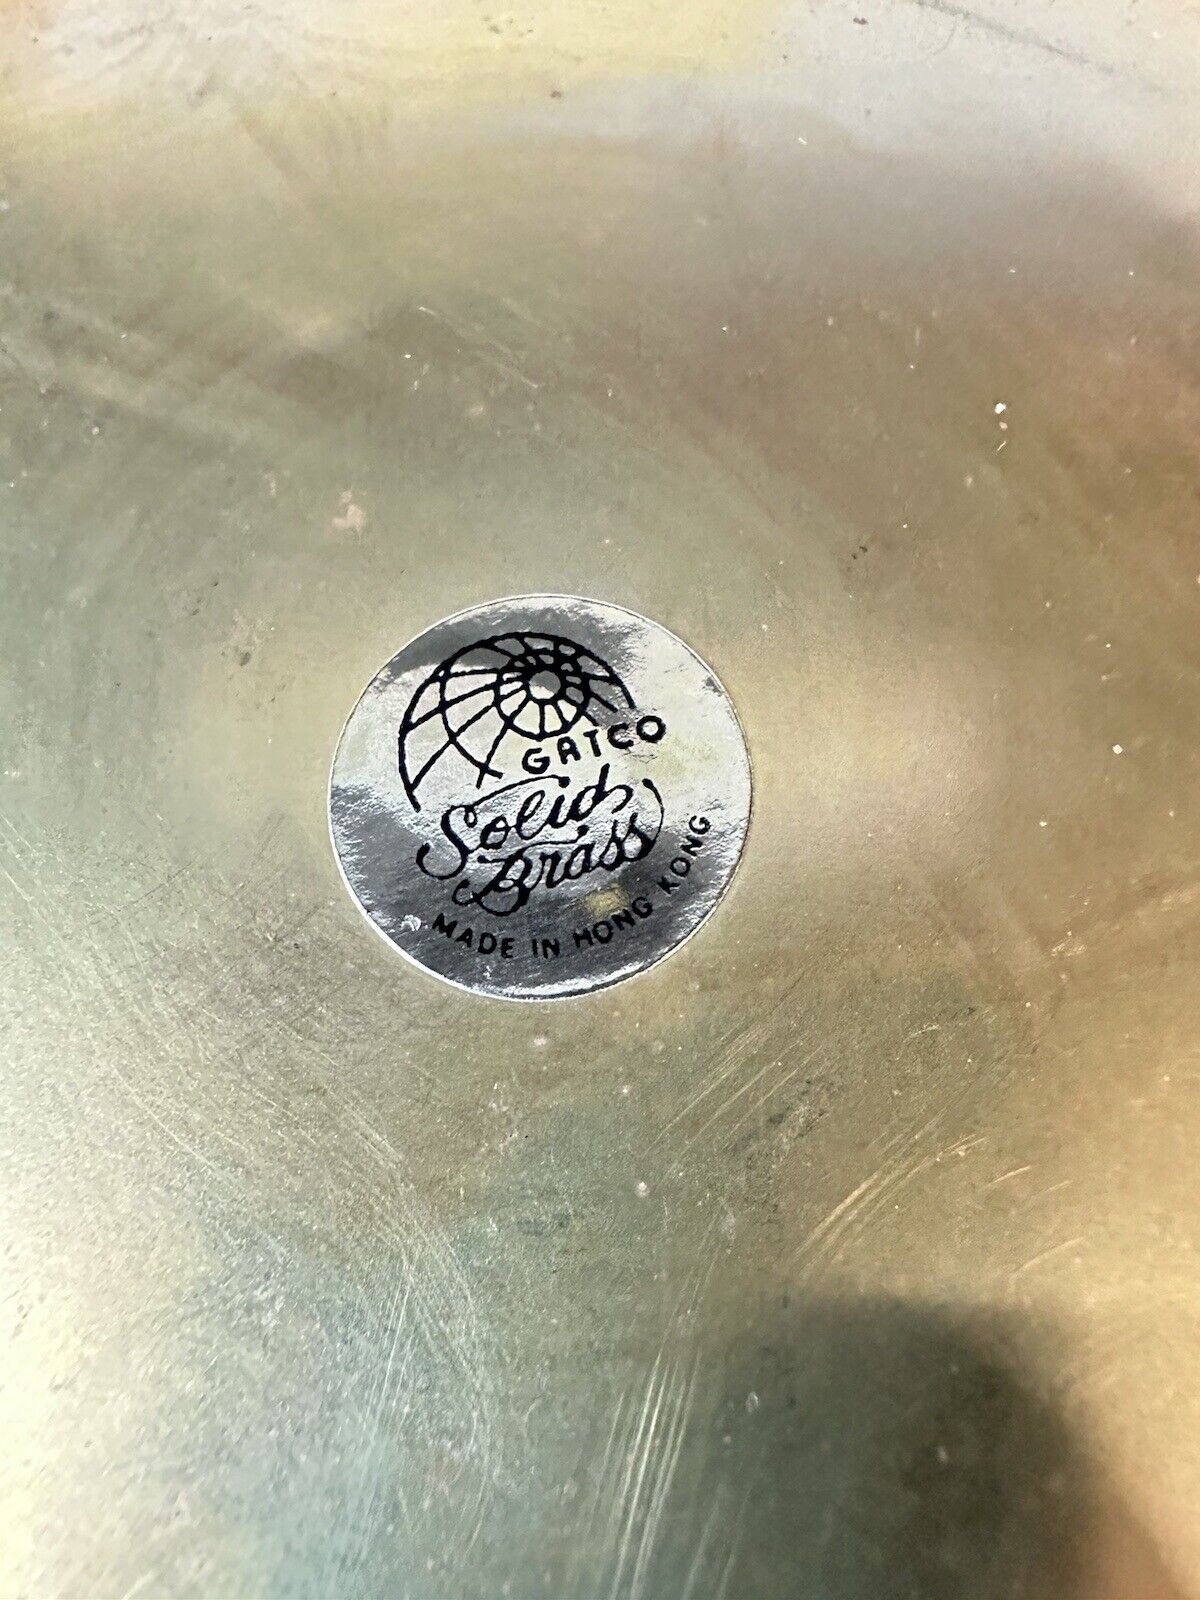 GATCO
Solid
Brass
MADE IN HONG KONG